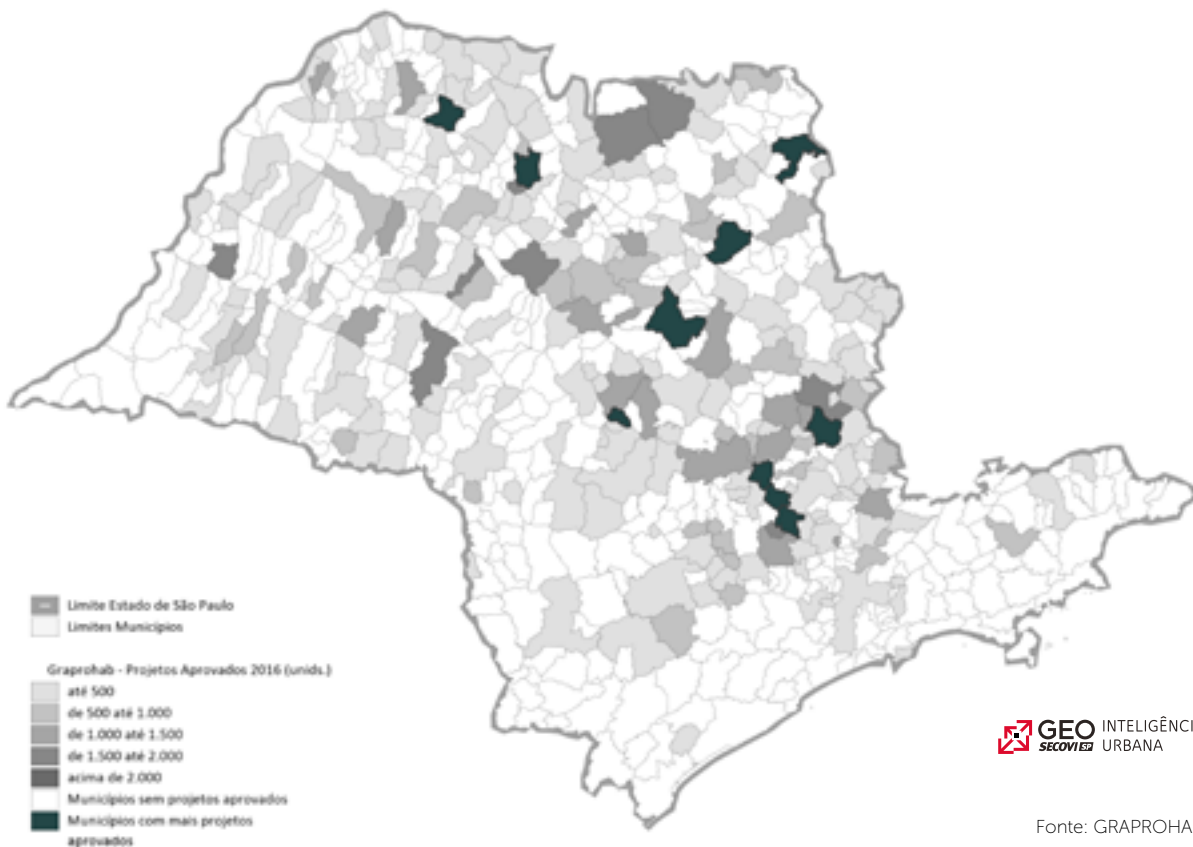 Limite Estado de São Paulo
Limites Municípios
Graprohab - Projetos Aprovados 2016 (unids.)
até 500
de 500 até 1.000
de 1.000 até 1.500
de 1.500 até 2.000
acima de 2.000
Municípios sem projetos aprovados
Municípios com mais projetos
aprovados
GEO INTELIGÊNCI
SECOVI SP URBANA
Fonte: GRAPROHA